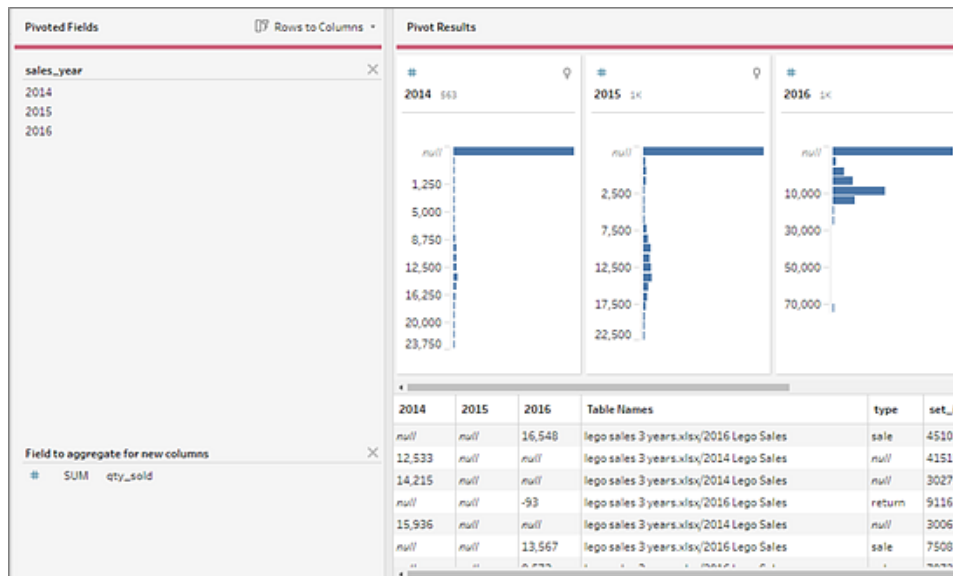 Pivoted Fields
Rows to Columns
sales_year
2014
2015
2016
Field to aggregate for new columns
# SUM qty_sold
Pivot Results
#
2014 563
null
1,250
5,000
8,750
12,500
16,250
20,000
23,750
#
2015 1K
null
2,500
7,500
12,500
17,500
22,500
#
2016 1K
null
10,000
30,000
50,000
70,000
2014 2015 2016 Table Names type set_
null null 16,548 lego sales 3 years.xlsx/2016 Lego Sales sale 4510
12,533 null null lego sales 3 years.xlsx/2014 Lego Sales null 4151
14,215 null null lego sales 3 years.xlsx/2014 Lego Sales null 3027
null null -93 lego sales 3 years.xlsx/2016 Lego Sales return 9116
15,936 null null lego sales 3 years.xlsx/2014 Lego Sales null 3006
null null 13,567 lego sales 3 years.xlsx/2016 Lego Sales sale 7508